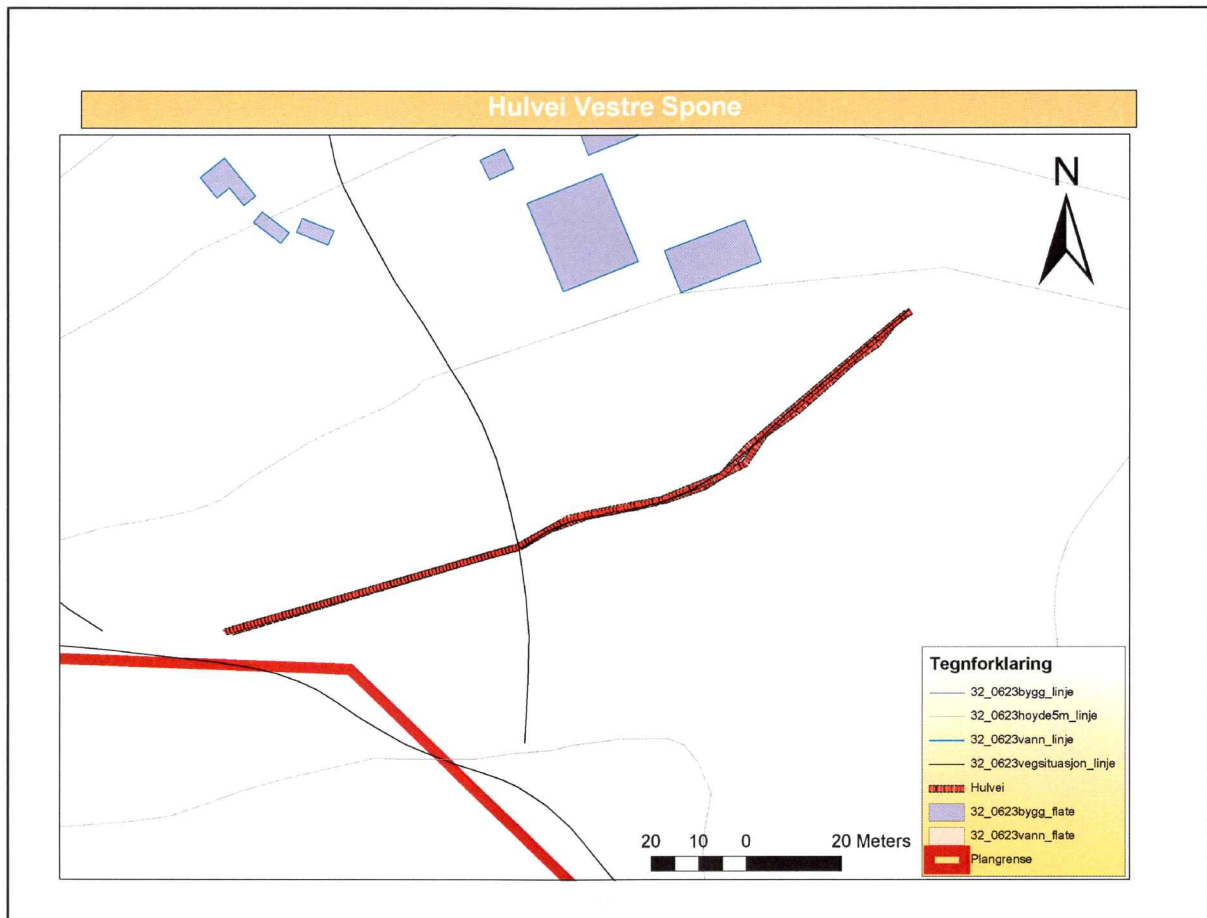 Hulvei Vestre Spone
N
Tegnforklaring
32_0623bygg_linje
32_0623hoyde5m_linje
32_0623vann_linje
32_0623vegsituasjon_linje
Hulvei
32_0623bygg_flate
32_0623vann_flate
Plangrense
20 10 0 20 Meters